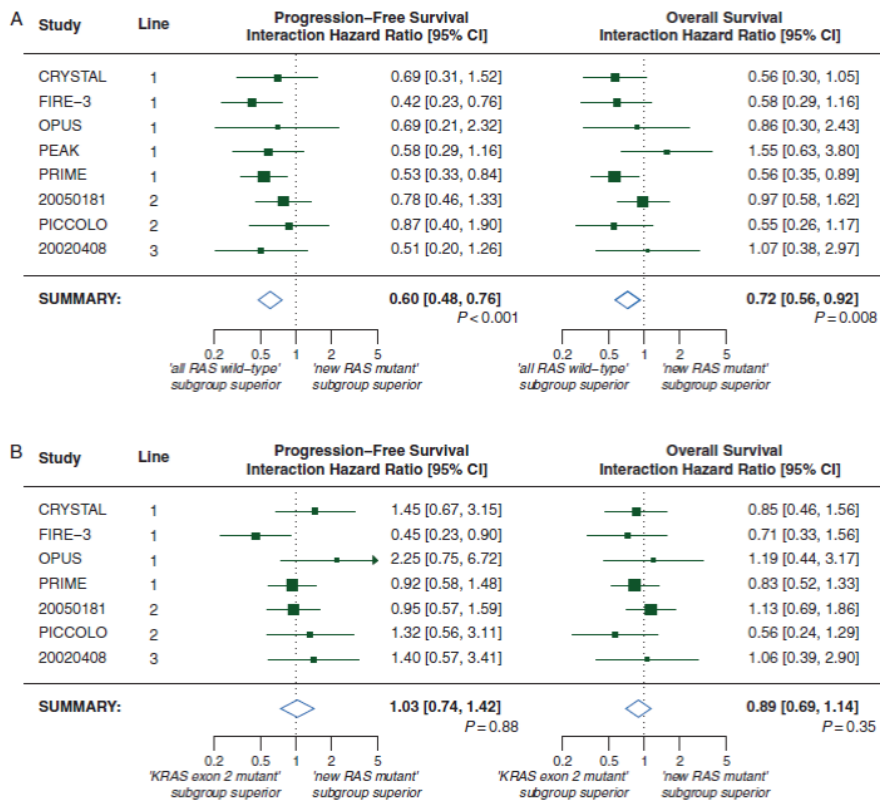 A
Study Line Progression–Free Survival Interaction Hazard Ratio [95% CI] Overall Survival Interaction Hazard Ratio [95% CI]
CRYSTAL 1 0.69 [0.31, 1.52] 0.56 [0.30, 1.05]
FIRE–3 1 0.42 [0.23, 0.76] 0.58 [0.29, 1.16]
OPUS 1 0.69 [0.21, 2.32] 0.86 [0.30, 2.43]
PEAK 1 0.58 [0.29, 1.16] 1.55 [0.63, 3.80]
PRIME 1 0.53 [0.33, 0.84] 0.56 [0.35, 0.89]
20050181 2 0.78 [0.46, 1.33] 0.97 [0.58, 1.62]
PICCOLO 2 0.87 [0.40, 1.90] 0.55 [0.26, 1.17]
20020408 3 0.51 [0.20, 1.26] 1.07 [0.38, 2.97]
SUMMARY: 0.60 [0.48, 0.76] 0.72 [0.56, 0.92]
P < 0.001 P = 0.008
0.2 0.5 1 2 5 0.2 0.5 1 2 5
'all RAS wild–type' 'new RAS mutant' 'all RAS wild–type' 'new RAS mutant'
subgroup superior subgroup superior subgroup superior subgroup superior
B
Study Line Progression–Free Survival Interaction Hazard Ratio [95% CI] Overall Survival Interaction Hazard Ratio [95% CI]
CRYSTAL 1 1.45 [0.67, 3.15] 0.85 [0.46, 1.56]
FIRE–3 1 0.45 [0.23, 0.90] 0.71 [0.33, 1.56]
OPUS 1 2.25 [0.75, 6.72] 1.19 [0.44, 3.17]
PRIME 1 0.92 [0.58, 1.48] 0.83 [0.52, 1.33]
20050181 2 0.95 [0.57, 1.59] 1.13 [0.69, 1.86]
PICCOLO 2 1.32 [0.56, 3.11] 0.56 [0.24, 1.29]
20020408 3 1.40 [0.57, 3.41] 1.06 [0.39, 2.90]
SUMMARY: 1.03 [0.74, 1.42] 0.89 [0.69, 1.14]
P = 0.88 P = 0.35
0.2 0.5 1 2 5 0.2 0.5 1 2 5
'KRAS exon 2 mutant' 'new RAS mutant' 'KRAS exon 2 mutant' 'new RAS mutant'
subgroup superior subgroup superior subgroup superior subgroup superior